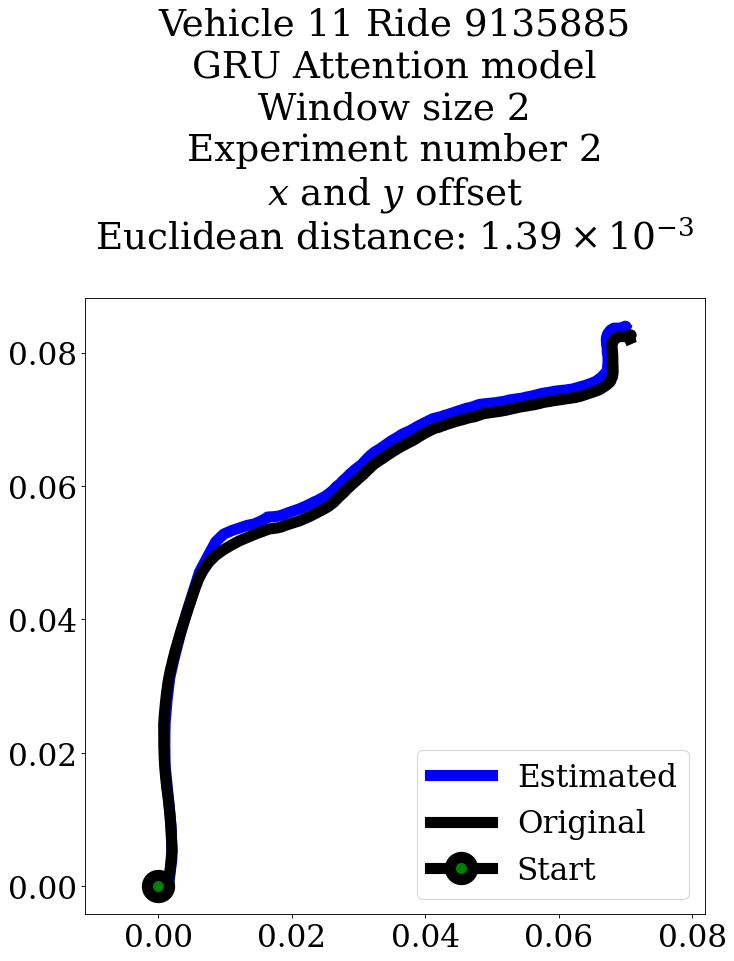 Vehicle 11 Ride 9135885
GRU Attention model
Window size 2
Experiment number 2
x and y offset
Euclidean distance: 1.39 × 10⁻³
0.08
0.06
0.04
0.02
0.00
Estimated
Original
Start
0.00 0.02 0.04 0.06 0.08